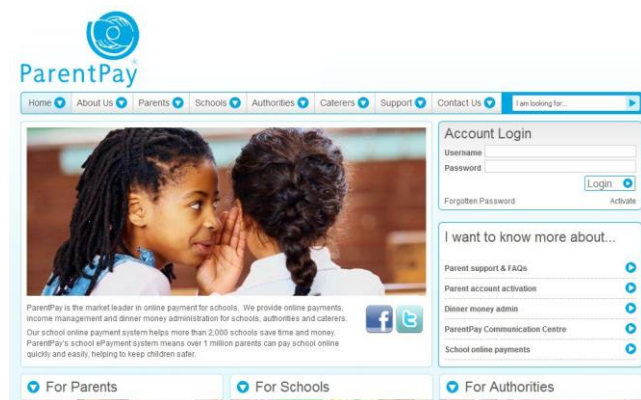 ParentPay
Home About Us Parents Schools Authorities Caterers Support Contact Us I am looking for...
Account Login
Username
Password
Login
Forgotten Password Activate
I want to know more about...
Parent support & FAQs
Parent account activation
Dinner money admin
ParentPay Communication Centre
School online payments
ParentPay is the market leader in online payment for schools. We provide online payments,
income management and dinner money administration for schools, authorities and caterers.
Our school online payment system helps more than 2,000 schools save time and money.
ParentPay's school ePayment system means over 1 million parents can pay school online
quickly and easily, helping to keep children safer.
For Parents For Schools For Authorities